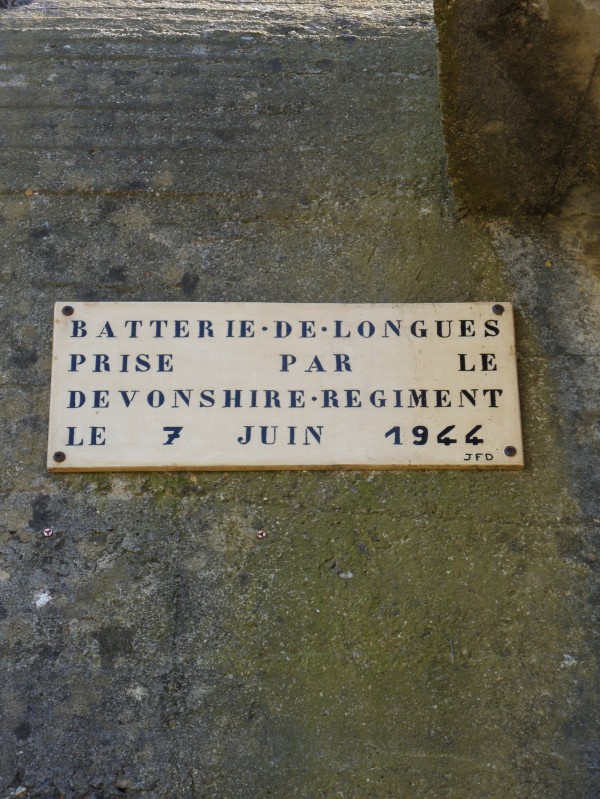 BATTERIE·DE·LONGUES
PRISE PAR LE
DEVONSHIRE·REGIMENT
LE 7 JUIN 1944
JFD